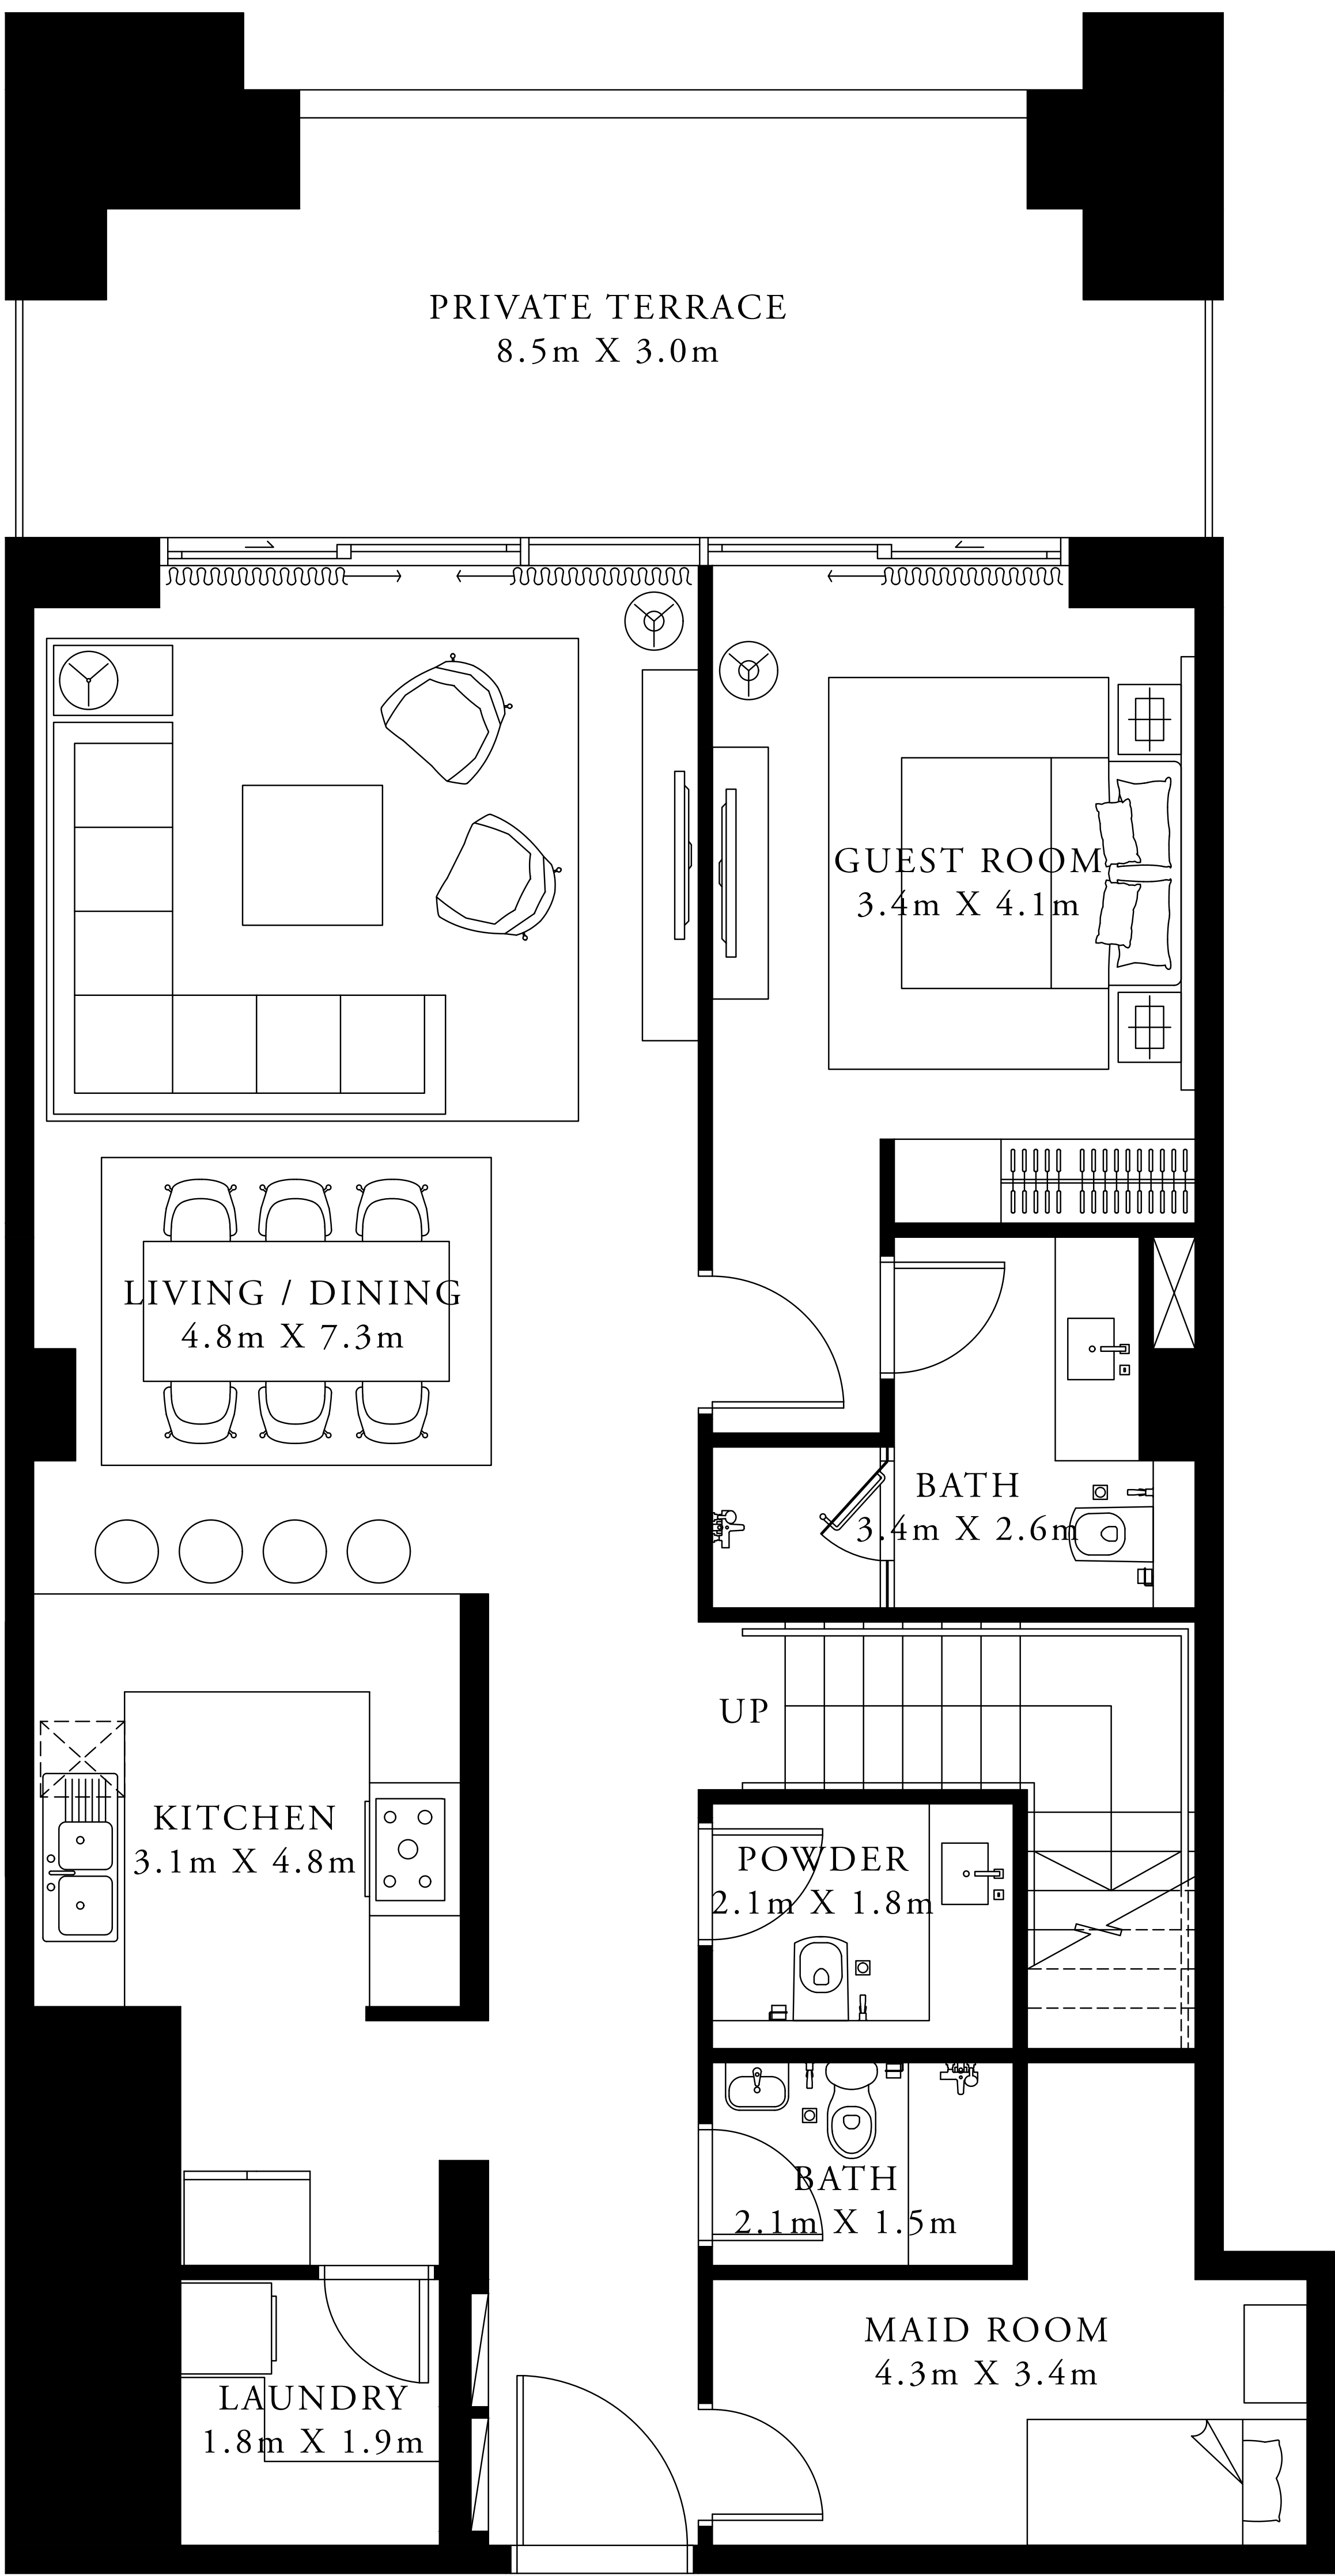 PRIVATE TERRACE
8.5m X 3.0m
GUEST ROOM
3.4m X 4.1m
LIVING / DINING
4.8m X 7.3m
BATH
3.4m X 2.6m
UP
KITCHEN
3.1m X 4.8m
POWDER
2.1m X 1.8m
BATH
2.1m X 1.5m
MAID ROOM
4.3m X 3.4m
LAUNDRY
1.8m X 1.9m